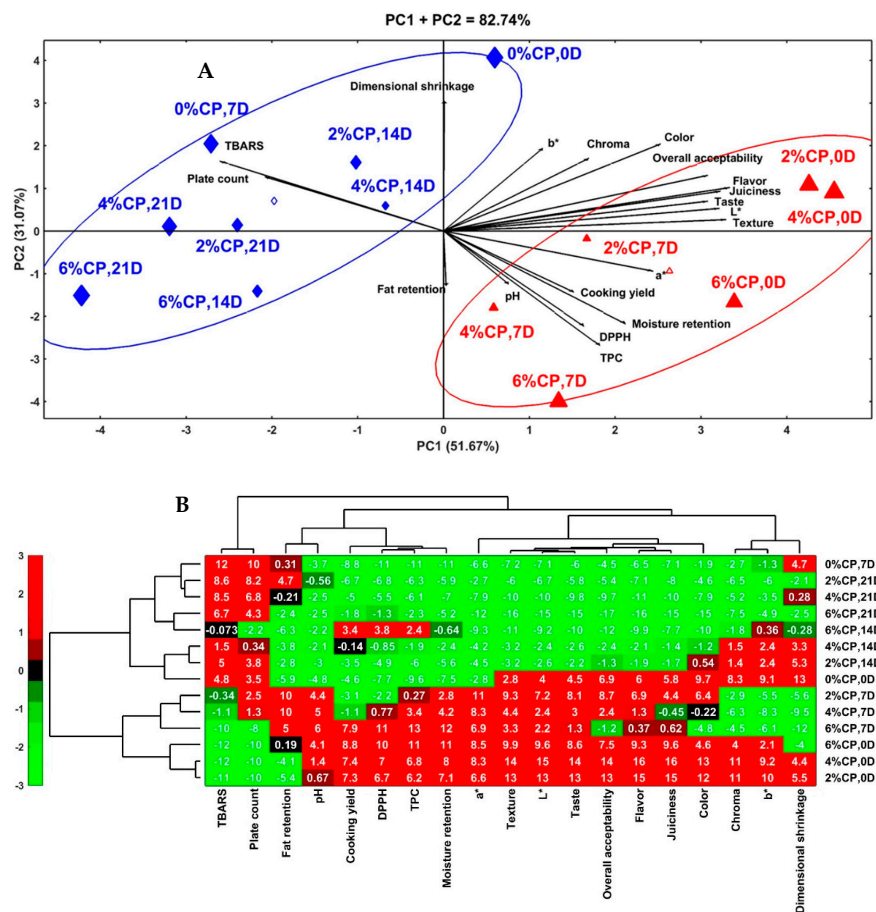 PC1 + PC2 = 82.74%
A
0%CP,0D
Dimensional shrinkage
0%CP,7D
TBARS
2%CP,14D
b*
Chroma
Color
Overall acceptability
2%CP,0D
Plate count
4%CP,14D
Flavor
Juiciness
Taste
L*
Texture
4%CP,0D
4%CP,21D
2%CP,21D
2%CP,7D
6%CP,21D
6%CP,14D
Fat retention
pH
a*
Cooking yield
6%CP,0D
4%CP,7D
Moisture retention
DPPH
TPC
6%CP,7D
4
3
2
1
0
-1
-2
-3
-4
PC2 (31.07%)
-4 -3 -2 -1 0 1 2 3 4
PC1 (51.67%)
B
3
2
1
0
-1
-2
-3
12 10 0.31 -3.7 -8.8 -11 -11 -11 -6.6 -7.2 -7.1 -6 -4.5 -6.5 -7.1 -1.9 -2.7 -1.3 4.7 0%CP,7D
8.6 8.2 4.7 -0.56 -6.7 -6.8 -6.3 -5.9 -2.7 -6 -6.7 -5.8 -5.4 -7.1 -8 -6.5 -6 -2.1 2%CP,21D
8.5 6.8 -0.21 -2.5 -5 -5.5 -6.1 -7 -5.2 -3.5 0.28 4%CP,21D
6.7 4.3 -2.4 -2.5 -1.8 -1.3 -2.3 -5.2 -12 -16 -15 -15 -15 -17 -16 -15 -7.5 -4.9 -2.5 6%CP,21D
-0.073 -2.2 -6.3 -2.2 3.4 3.8 2.4 -0.64 -9.3 -11 -9.2 -10 -12 -9.9 -7.7 -10 -1.8 0.36 -0.28 6%CP,14D
1.5 0.34 -0.14 -0.85 -1.9 -2.4 -2.4 -2.6 -2.4 -1.4 -1.2 1.5 2.4 3.3 4%CP,14D
5 3.8 -2.8 -3 -4.5 -4.9 -6 -5.6 -4.5 -2.6 -2.2 -1.3 -1.9 -2.2 0.54 1.4 2.4 5.3 2%CP,14D
4.8 3.5 -2 -4.6 -7.7 -9.6 -7.5 2.8 4 4.5 6.9 6 5.8 9.7 8.3 9.1 13 0%CP,0D
-0.34 2.5 10 4.4 -3.1 -2.2 0.27 2.8 11 9.3 7.2 8.1 8.7 6.9 4.4 6.4 -2.9 -5.5 -5.6 2%CP,7D
-1.1 1.3 10 5 -1.1 0.77 3.4 4.2 8.3 4.4 2.4 3 2.4 1.3 -0.45 -0.22 -6.3 -8.3 -9.5 4%CP,7D
-10 -8 5 6 7.9 11 13 12 6.9 3.3 2.2 1.3 -1.2 0.37 0.62 -4.8 -4.5 -6.1 -12 6%CP,7D
-12 -10 0.19 4.1 8.8 10 11 11 8.5 9.9 9.6 8.6 7.5 9.3 9.6 4.6 4 2.1 -4 6%CP,0D
-12 -10 -4.1 1.4 7.4 7 6.8 8 8.3 14 15 14 14 16 16 13 11 9.2 4.4 4%CP,0D
-11 -10 -5.4 0.67 7.3 6.7 6.2 7.1 6.6 13 13 13 13 15 15 12 11 10 5.5 2%CP,0D
TBARS
Plate count
Fat retention
pH
Cooking yield
DPPH
TPC
Moisture retention
a*
Texture
L*
Taste
Overall acceptability
Flavor
Juiciness
Color
Chroma
b*
Dimensional shrinkage